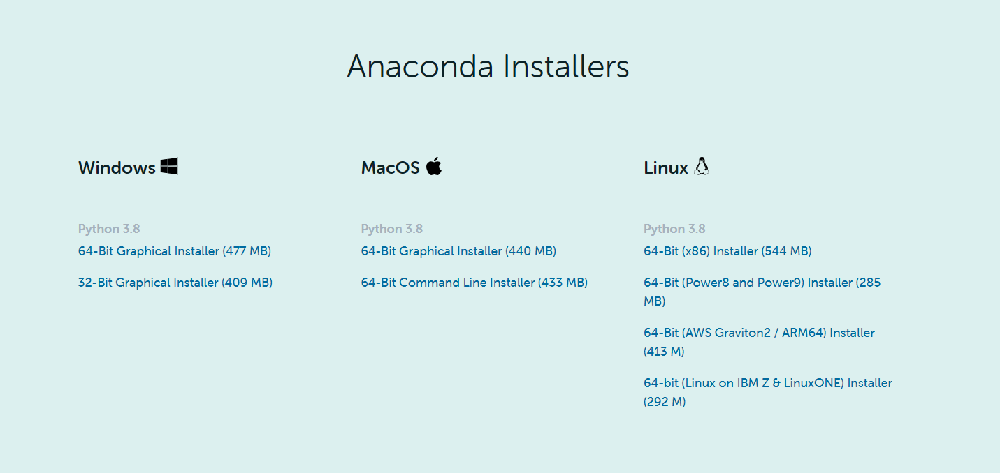 Anaconda Installers
Windows
Python 3.8
64-Bit Graphical Installer (477 MB)
32-Bit Graphical Installer (409 MB)
MacOS
Python 3.8
64-Bit Graphical Installer (440 MB)
64-Bit Command Line Installer (433 MB)
Linux
Python 3.8
64-Bit (x86) Installer (544 MB)
64-Bit (Power8 and Power9) Installer (285
MB)
64-Bit (AWS Graviton2 / ARM64) Installer
(413 M)
64-bit (Linux on IBM Z & LinuxONE) Installer
(292 M)